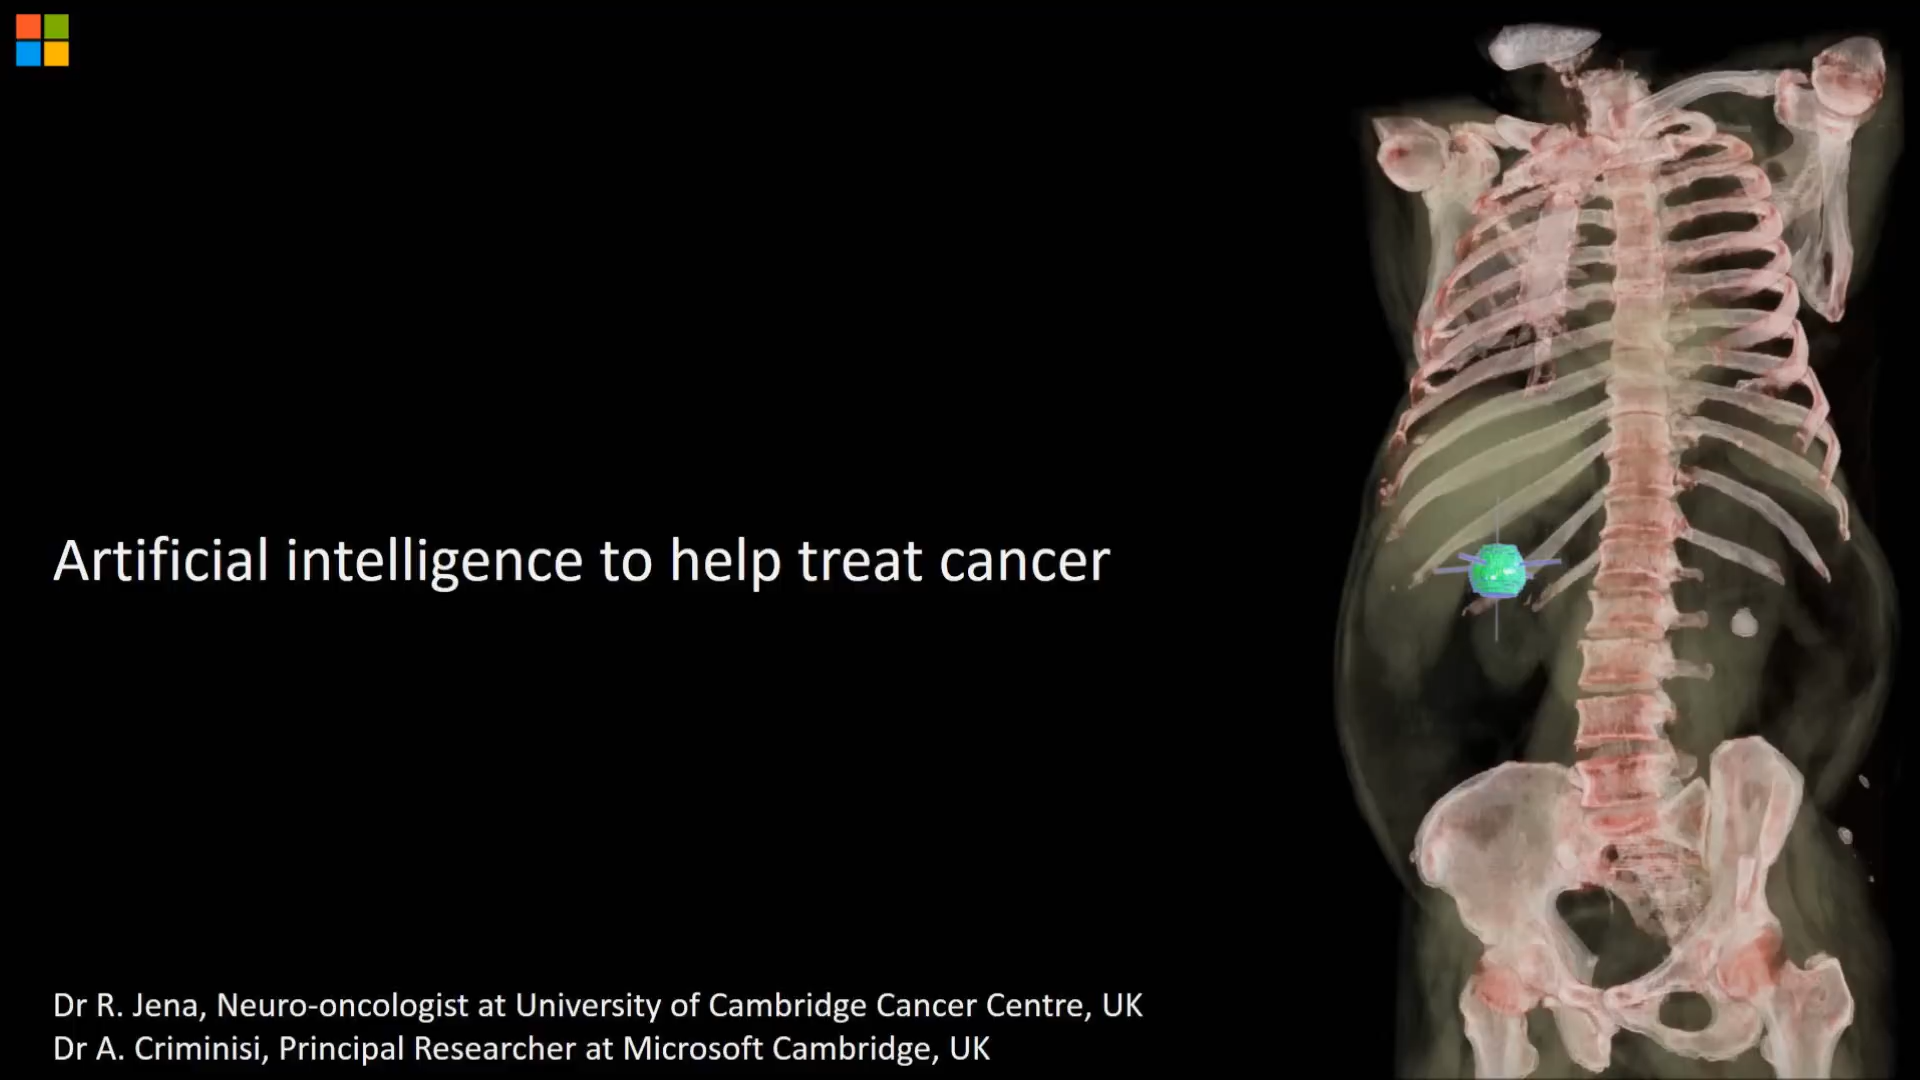 Artificial intelligence to help treat cancer
Dr R. Jena, Neuro-oncologist at University of Cambridge Cancer Centre, UK
Dr A. Criminisi, Principal Researcher at Microsoft Cambridge, UK